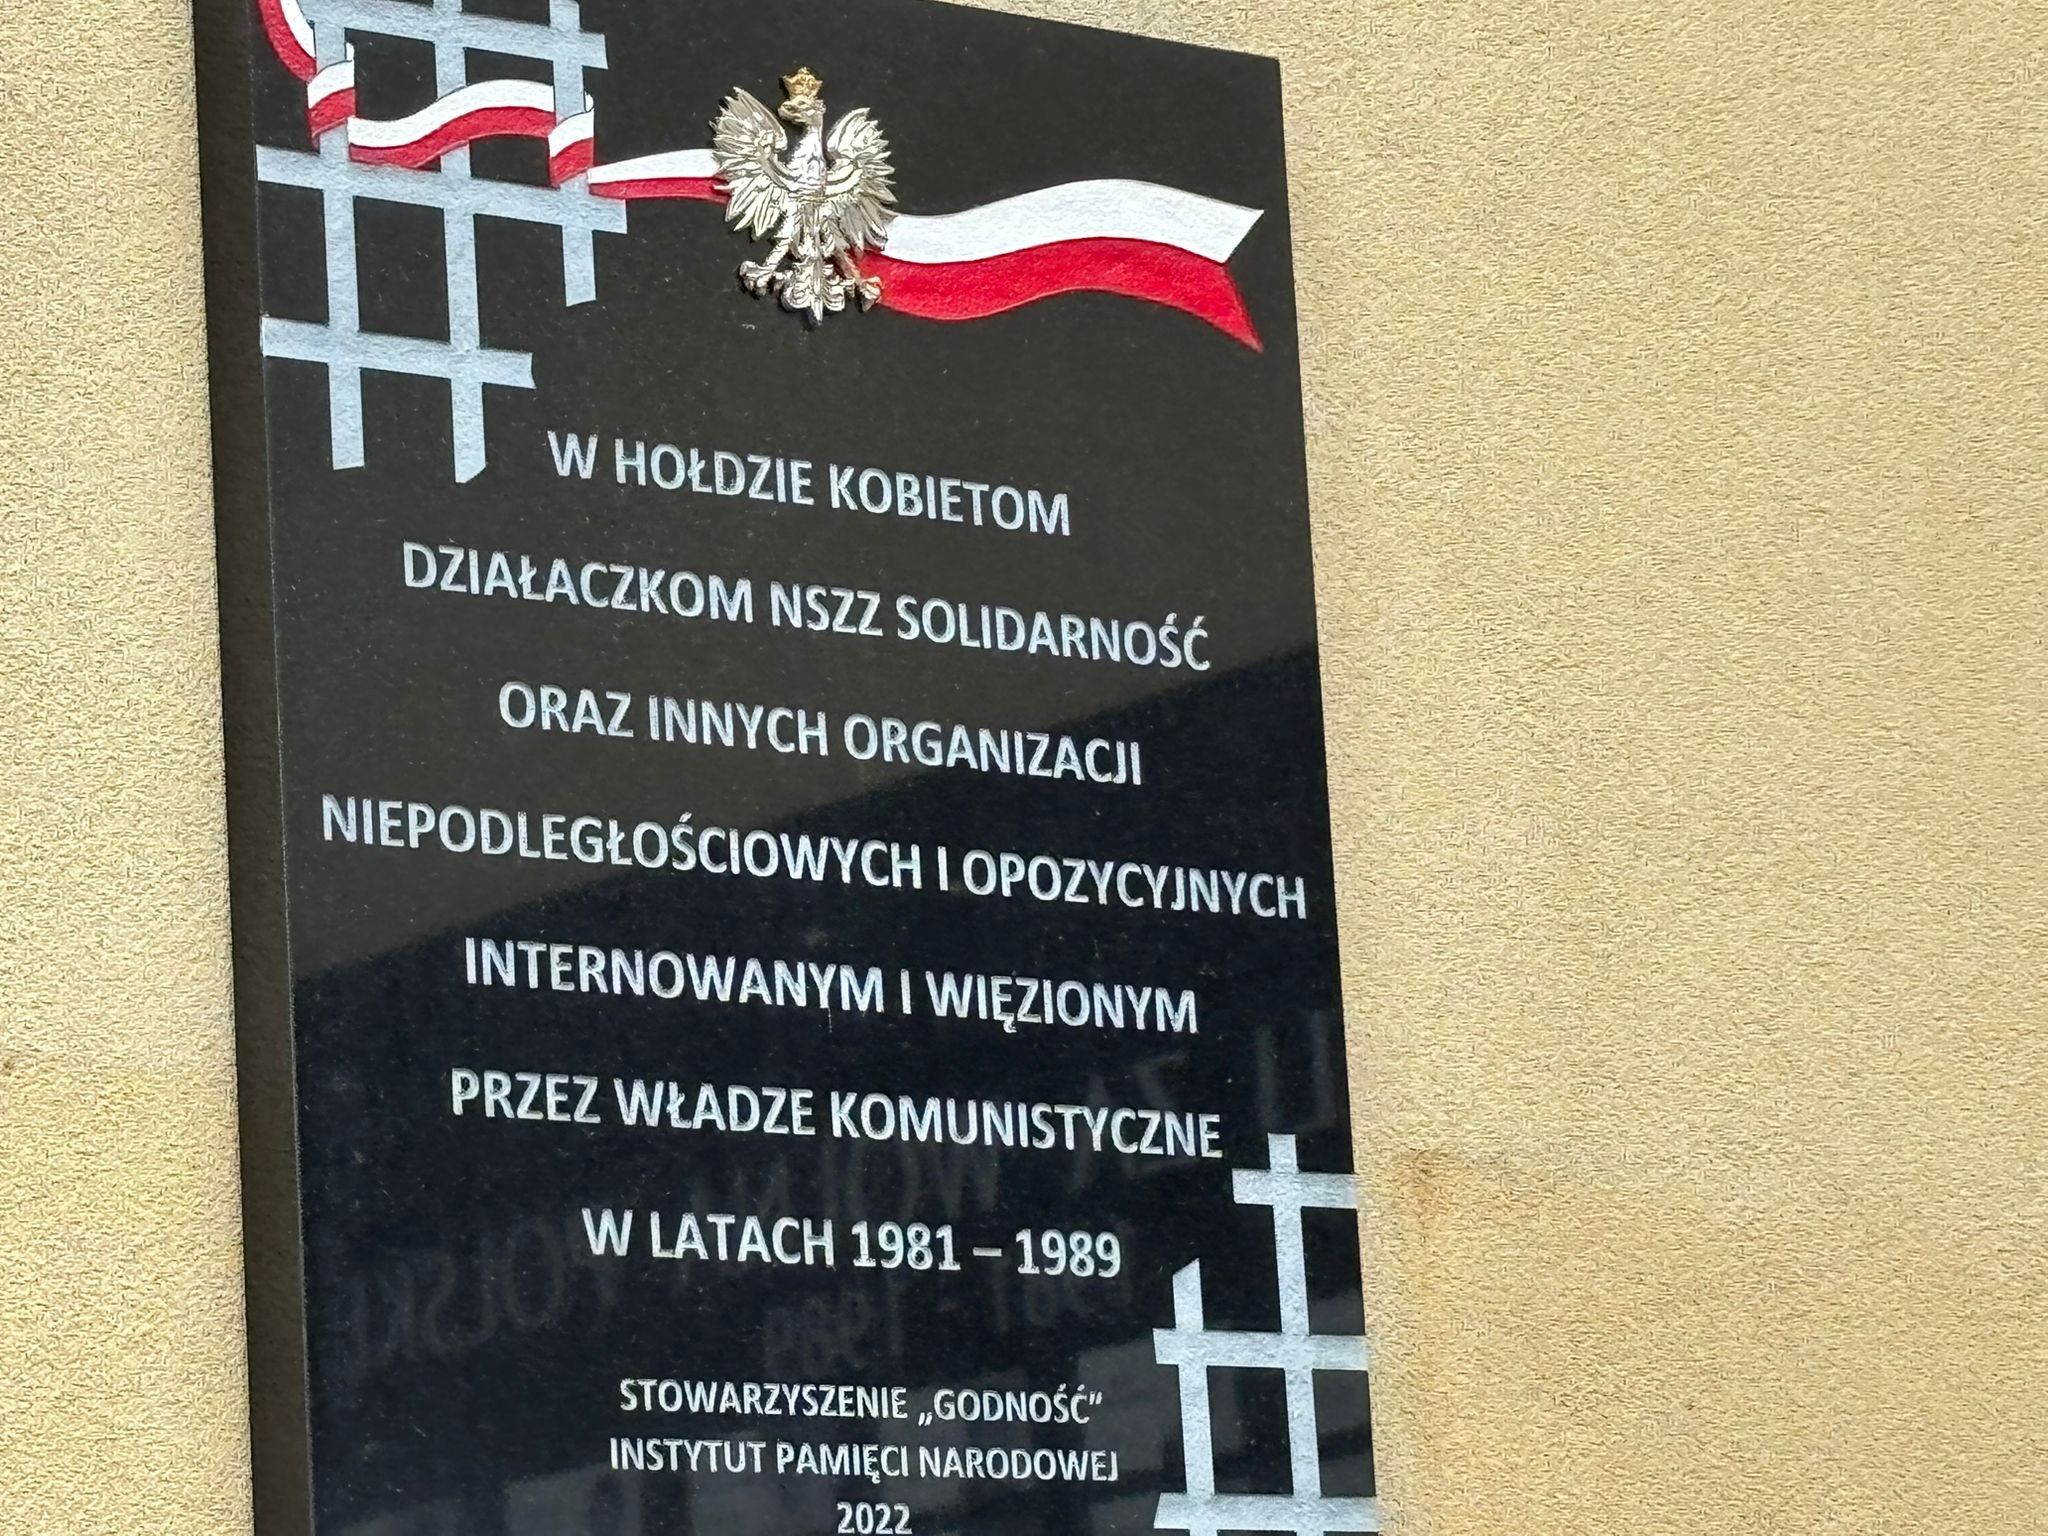 W HOŁDZIE KOBIETOM
DZIAŁACZKOM NSZZ SOLIDARNOŚĆ
ORAZ INNYCH ORGANIZACJI
NIEPODLEGŁOŚCIOWYCH I OPOZYCYJNYCH
INTERNOWANYM I WIĘZIONYM
PRZEZ WŁADZE KOMUNISTYCZNE
W LATACH 1981 – 1989
STOWARZYSZENIE „GODNOŚĆ”
INSTYTUT PAMIĘCI NARODOWEJ
2022